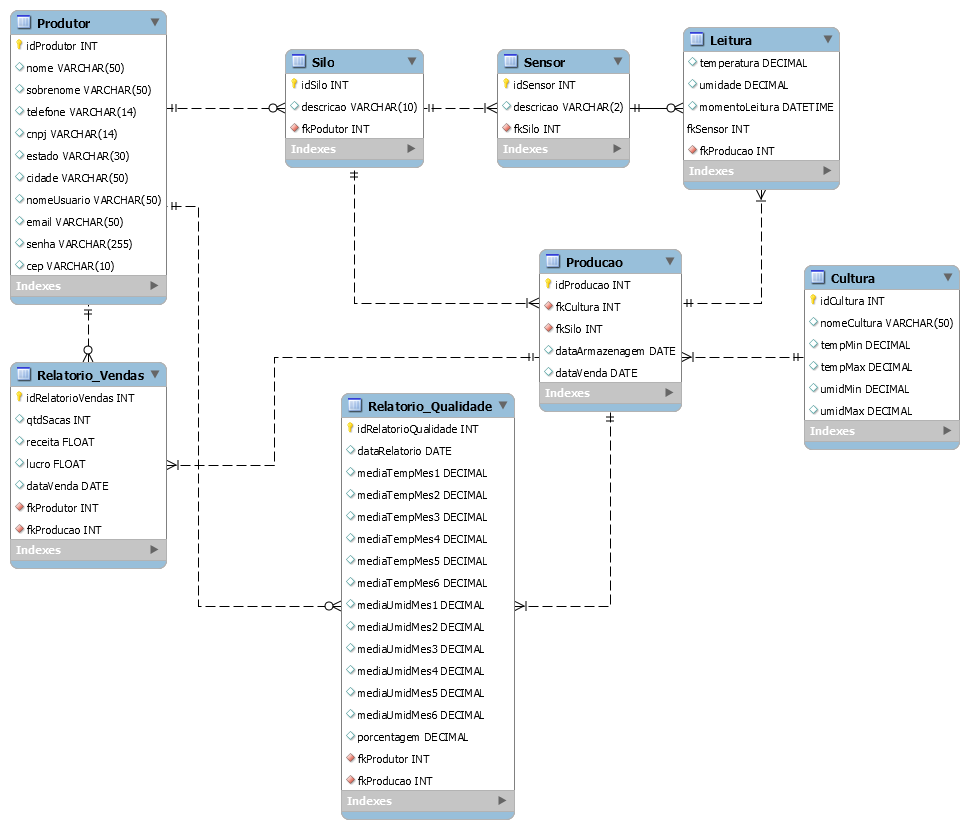 Produtor
idProdutor INT
nome VARCHAR(50)
sobrenome VARCHAR(50)
telefone VARCHAR(14)
cnpj VARCHAR(14)
estado VARCHAR(30)
cidade VARCHAR(50)
nomeUsuario VARCHAR(50)
email VARCHAR(50)
senha VARCHAR(255)
cep VARCHAR(10)
Indexes
Silo
idSilo INT
descricao VARCHAR(10)
fkPodutor INT
Indexes
Sensor
idSensor INT
descricao VARCHAR(2)
fkSilo INT
Indexes
Leitura
temperatura DECIMAL
umidade DECIMAL
momentoLeitura DATETIME
fkSensor INT
fkProducao INT
Indexes
Producao
idProducao INT
fkCultura INT
fkSilo INT
dataArmazenagem DATE
dataVenda DATE
Indexes
Cultura
idCultura INT
nomeCultura VARCHAR(50)
tempMin DECIMAL
tempMax DECIMAL
umidMin DECIMAL
umidMax DECIMAL
Indexes
Relatorio_Vendas
idRelatorioVendas INT
qtdSacas INT
receita FLOAT
lucro FLOAT
dataVenda DATE
fkProdutor INT
fkProducao INT
Indexes
Relatorio_Qualidade
idRelatorioQualidade INT
dataRelatorio DATE
mediaTempMes1 DECIMAL
mediaTempMes2 DECIMAL
mediaTempMes3 DECIMAL
mediaTempMes4 DECIMAL
mediaTempMes5 DECIMAL
mediaTempMes6 DECIMAL
mediaUmidMes1 DECIMAL
mediaUmidMes2 DECIMAL
mediaUmidMes3 DECIMAL
mediaUmidMes4 DECIMAL
mediaUmidMes5 DECIMAL
mediaUmidMes6 DECIMAL
porcentagem DECIMAL
fkProdutor INT
fkProducao INT
Indexes